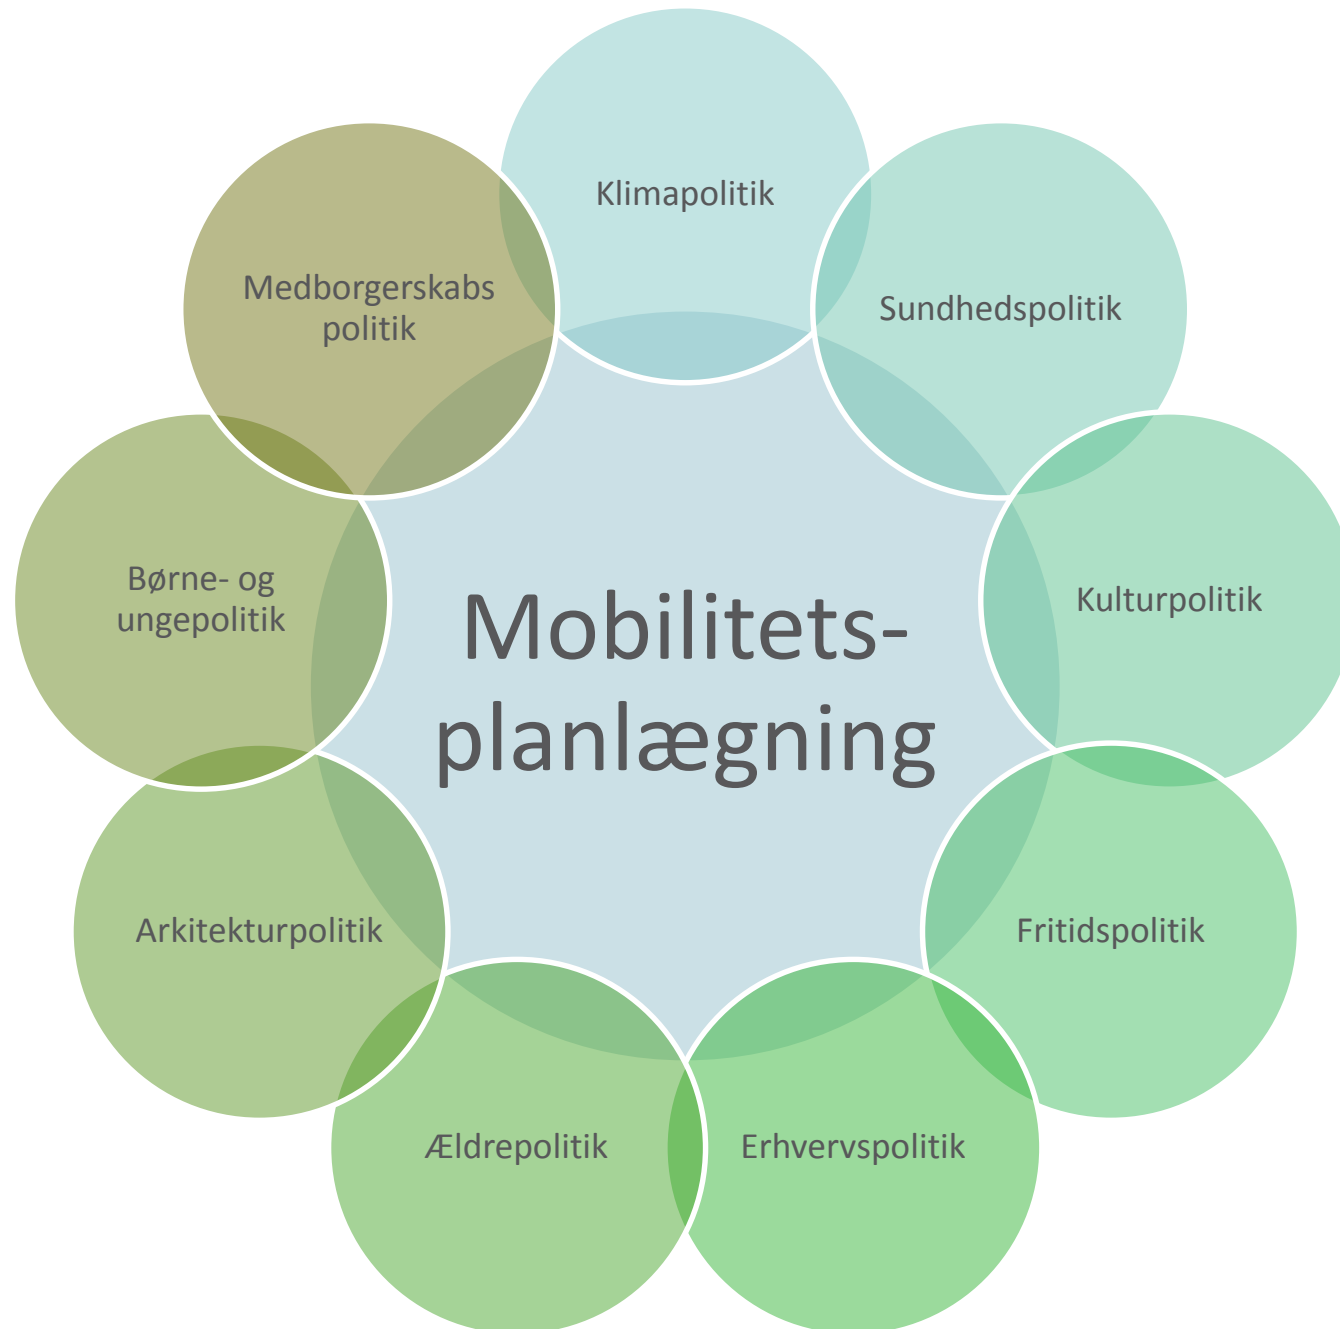 Klimapolitik
Sundhedspolitik
Kulturpolitik
Fritidspolitik
Erhvervspolitik
Ældrepolitik
Arkitekturpolitik
Børne- og
ungepolitik
Medborgerskabs
politik
Mobilitets-
planlægning